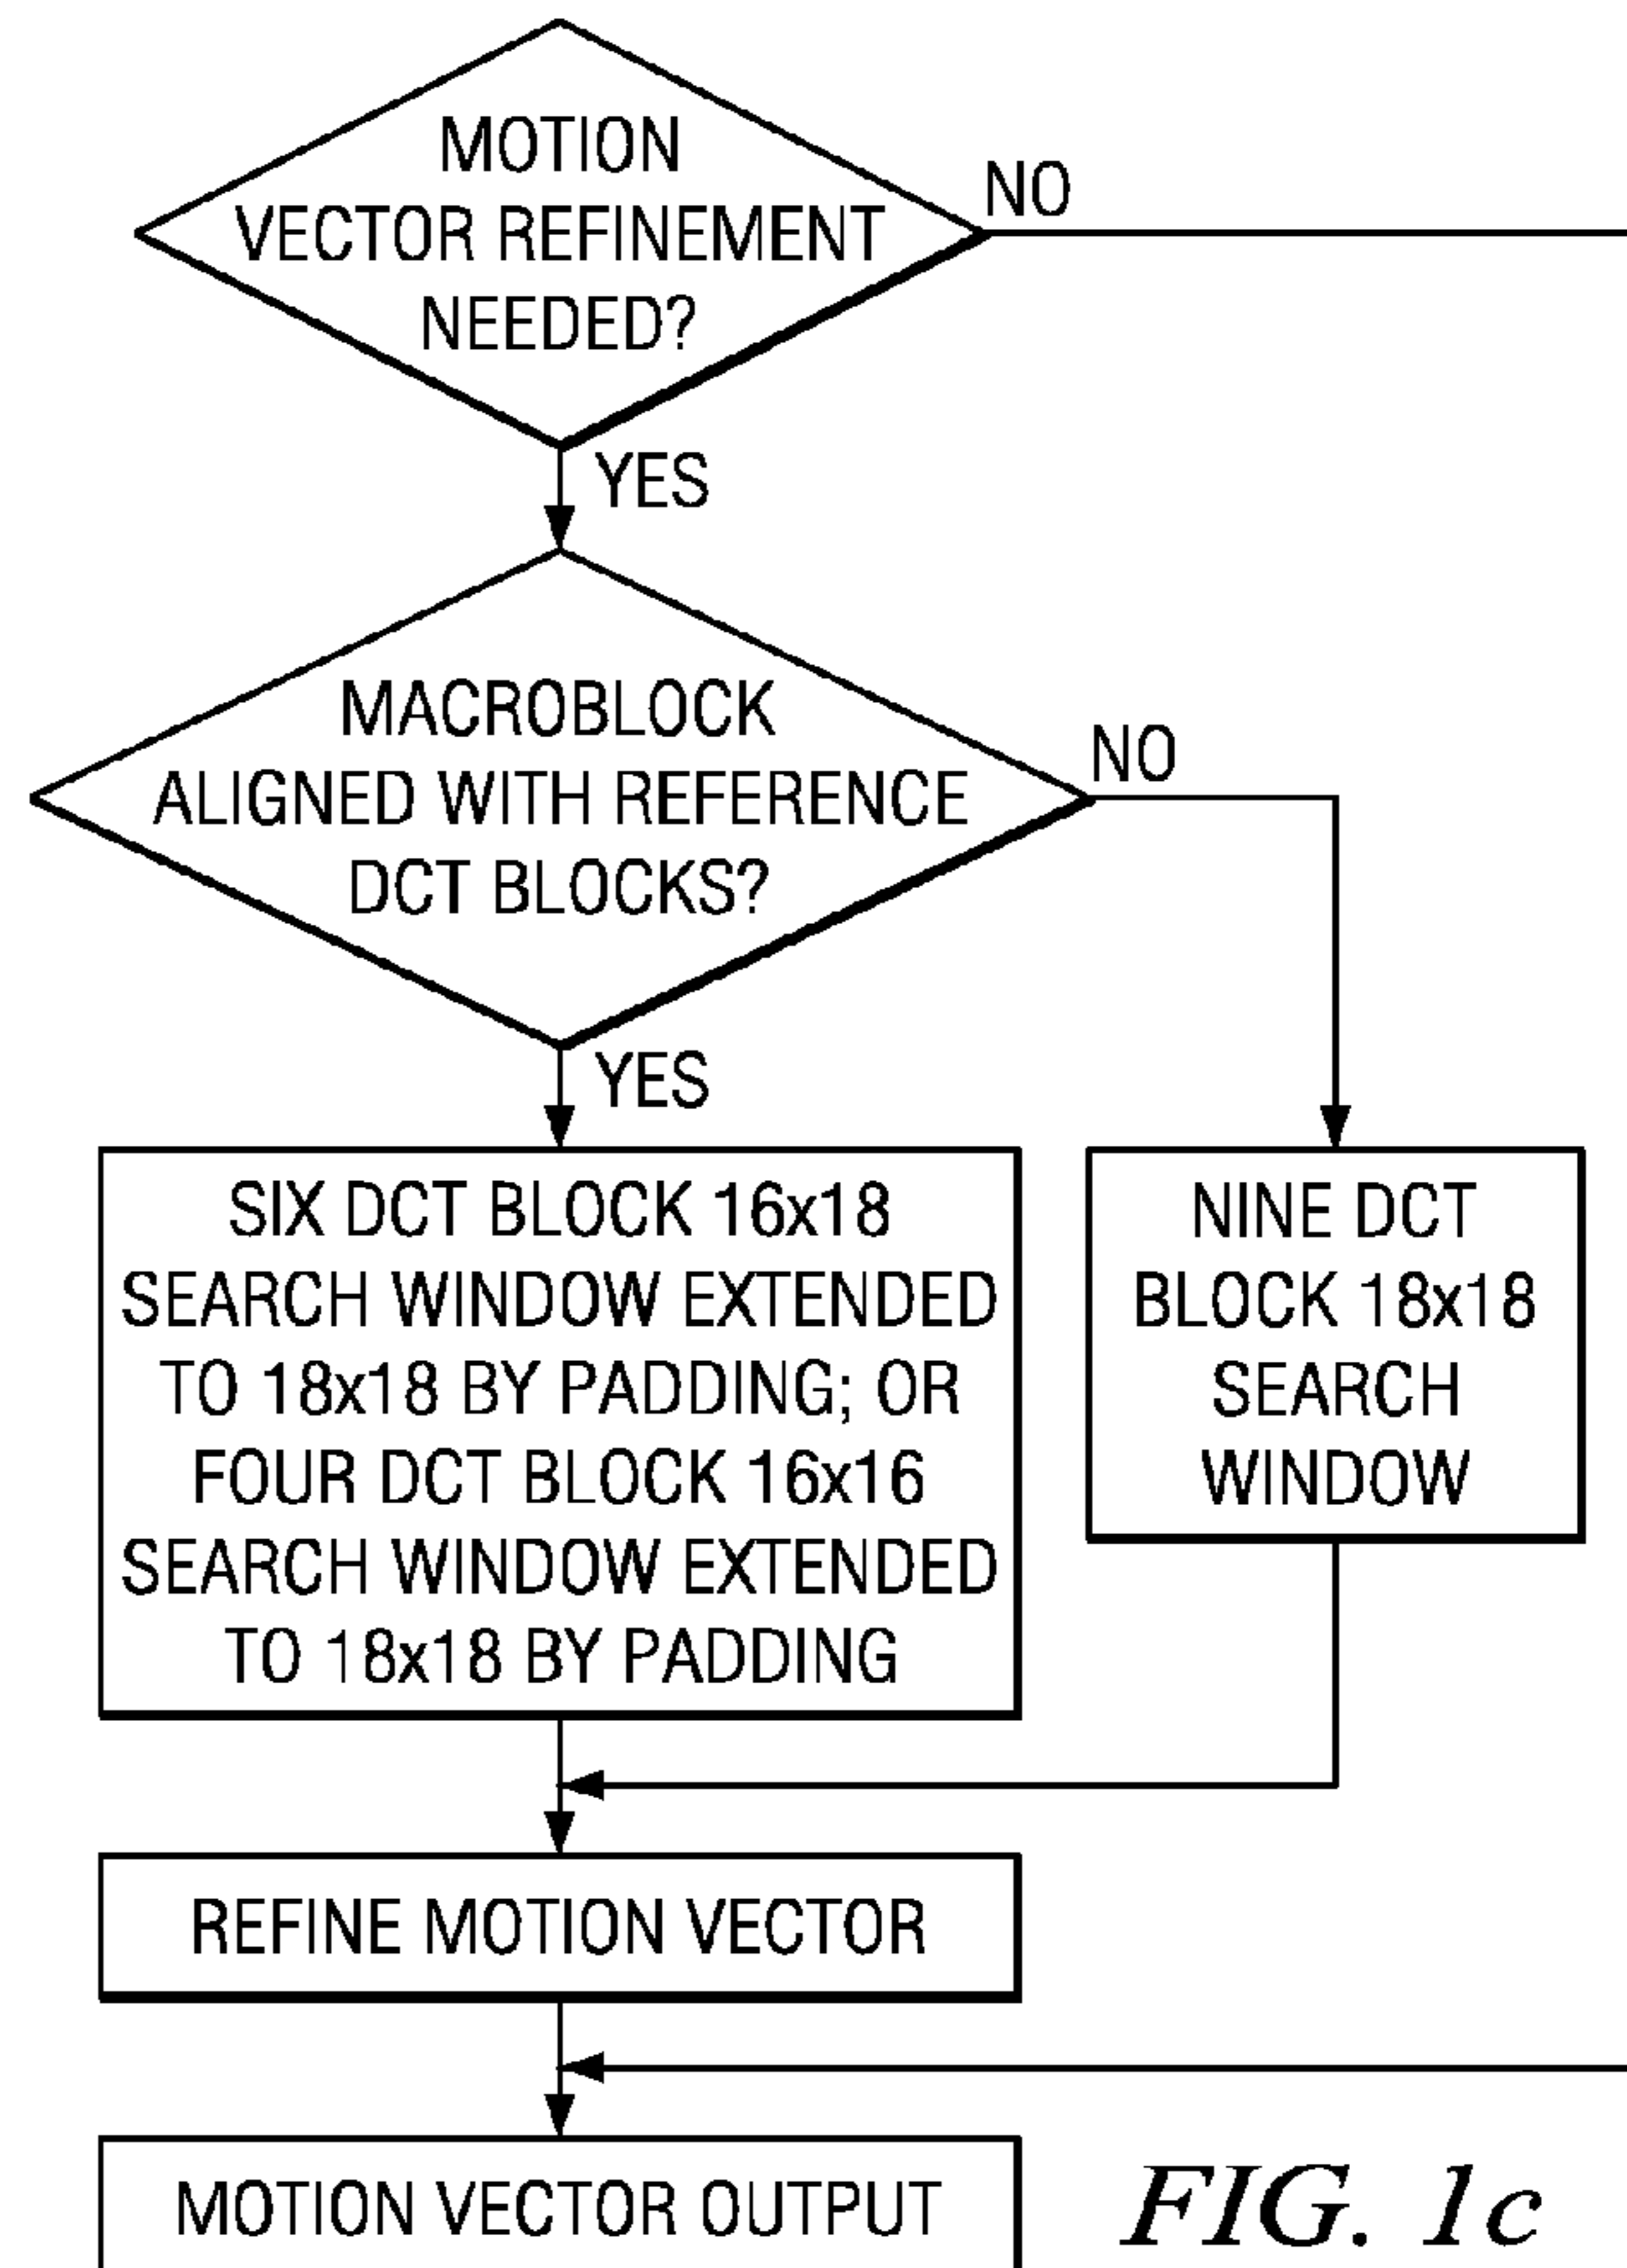 MOTION
VECTOR REFINEMENT
NEEDED?
NO
YES
MACROBLOCK
ALIGNED WITH REFERENCE
DCT BLOCKS?
NO
YES
SIX DCT BLOCK 16x18
SEARCH WINDOW EXTENDED
TO 18x18 BY PADDING; OR
FOUR DCT BLOCK 16x16
SEARCH WINDOW EXTENDED
TO 18x18 BY PADDING
NINE DCT
BLOCK 18x18
SEARCH
WINDOW
REFINE MOTION VECTOR
MOTION VECTOR OUTPUT
FIG. 1c